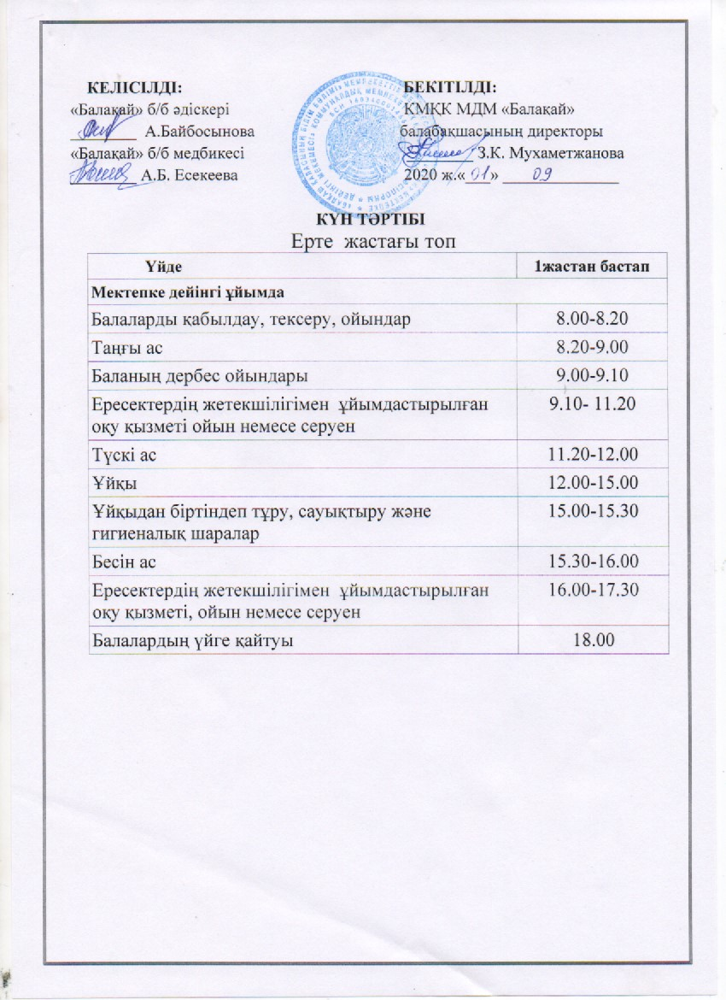 КЕЛІСІЛДІ:
«Балақай» б/б әдіскері
А.Байбосынова
«Балақай» б/б медбикесі
А.Б. Есекеева
БЕКІТІЛДІ:
КМҚК МДМ «Балақай»
балабақшасының директоры
З.К. Мухаметжанова
2020 ж.«01» 09
КҮН ТӘРТІБІ
Ерте жастағы топ
Үйде 1жастан бастап
Мектепке дейінгі ұйымда
Балаларды қабылдау, тексеру, ойындар 8.00-8.20
Таңғы ас 8.20-9.00
Баланың дербес ойындары 9.00-9.10
Ересектердің жетекшілігімен ұйымдастырылған 9.10- 11.20
оқу қызметі ойын немесе серуен
Түскі ас 11.20-12.00
Ұйқы 12.00-15.00
Ұйқыдан біртіндеп тұру, сауықтыру және 15.00-15.30
гигиеналық шаралар
Бесін ас 15.30-16.00
Ересектердің жетекшілігімен ұйымдастырылған 16.00-17.30
оқу қызметі, ойын немесе серуен
Балалардың үйге қайтуы 18.00